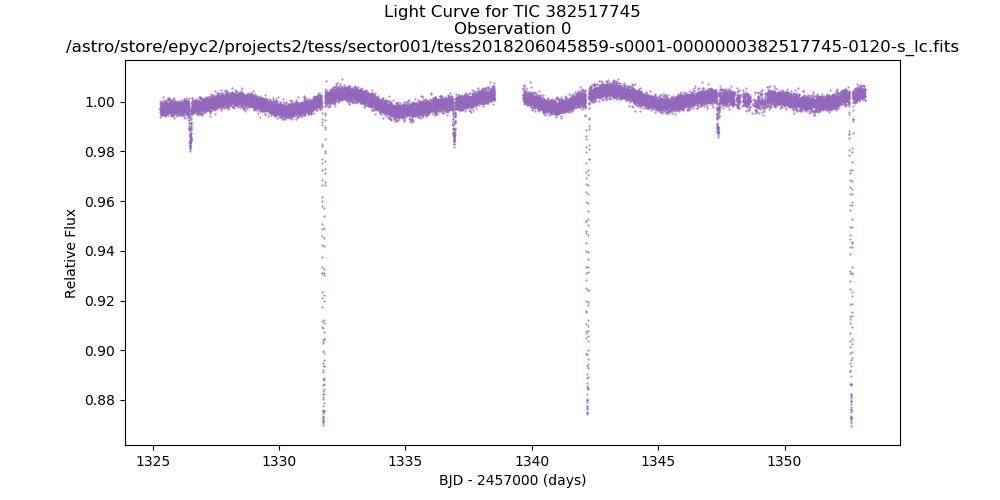 Light Curve for TIC 382517745
Observation 0
/astro/store/epyc2/projects2/tess/sector001/tess2018206045859-s0001-0000000382517745-0120-s_lc.fits
1.00
0.98
0.96
0.94
0.92
0.90
0.88
Relative Flux
1325
1330
1335
1340
1345
1350
BJD - 2457000 (days)